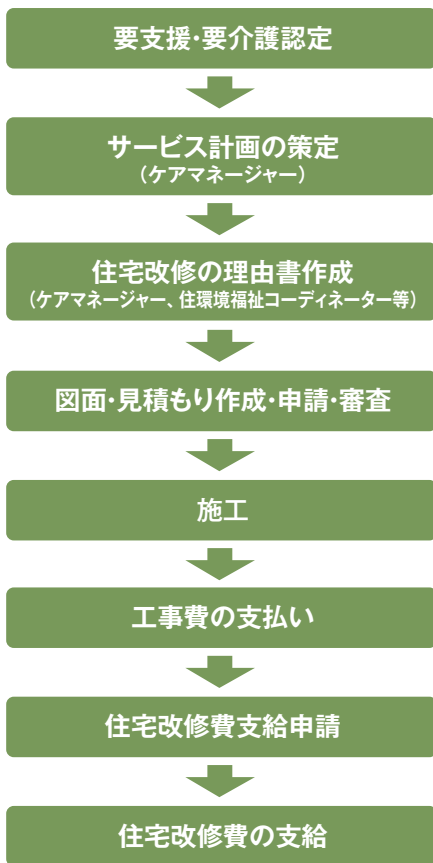 要支援・要介護認定
サービス計画の策定
（ケアマネージャー）
住宅改修の理由書作成
（ケアマネージャー、住環境福祉コーディネーター等）
図面・見積もり作成・申請・審査
施工
工事費の支払い
住宅改修費支給申請
住宅改修費の支給